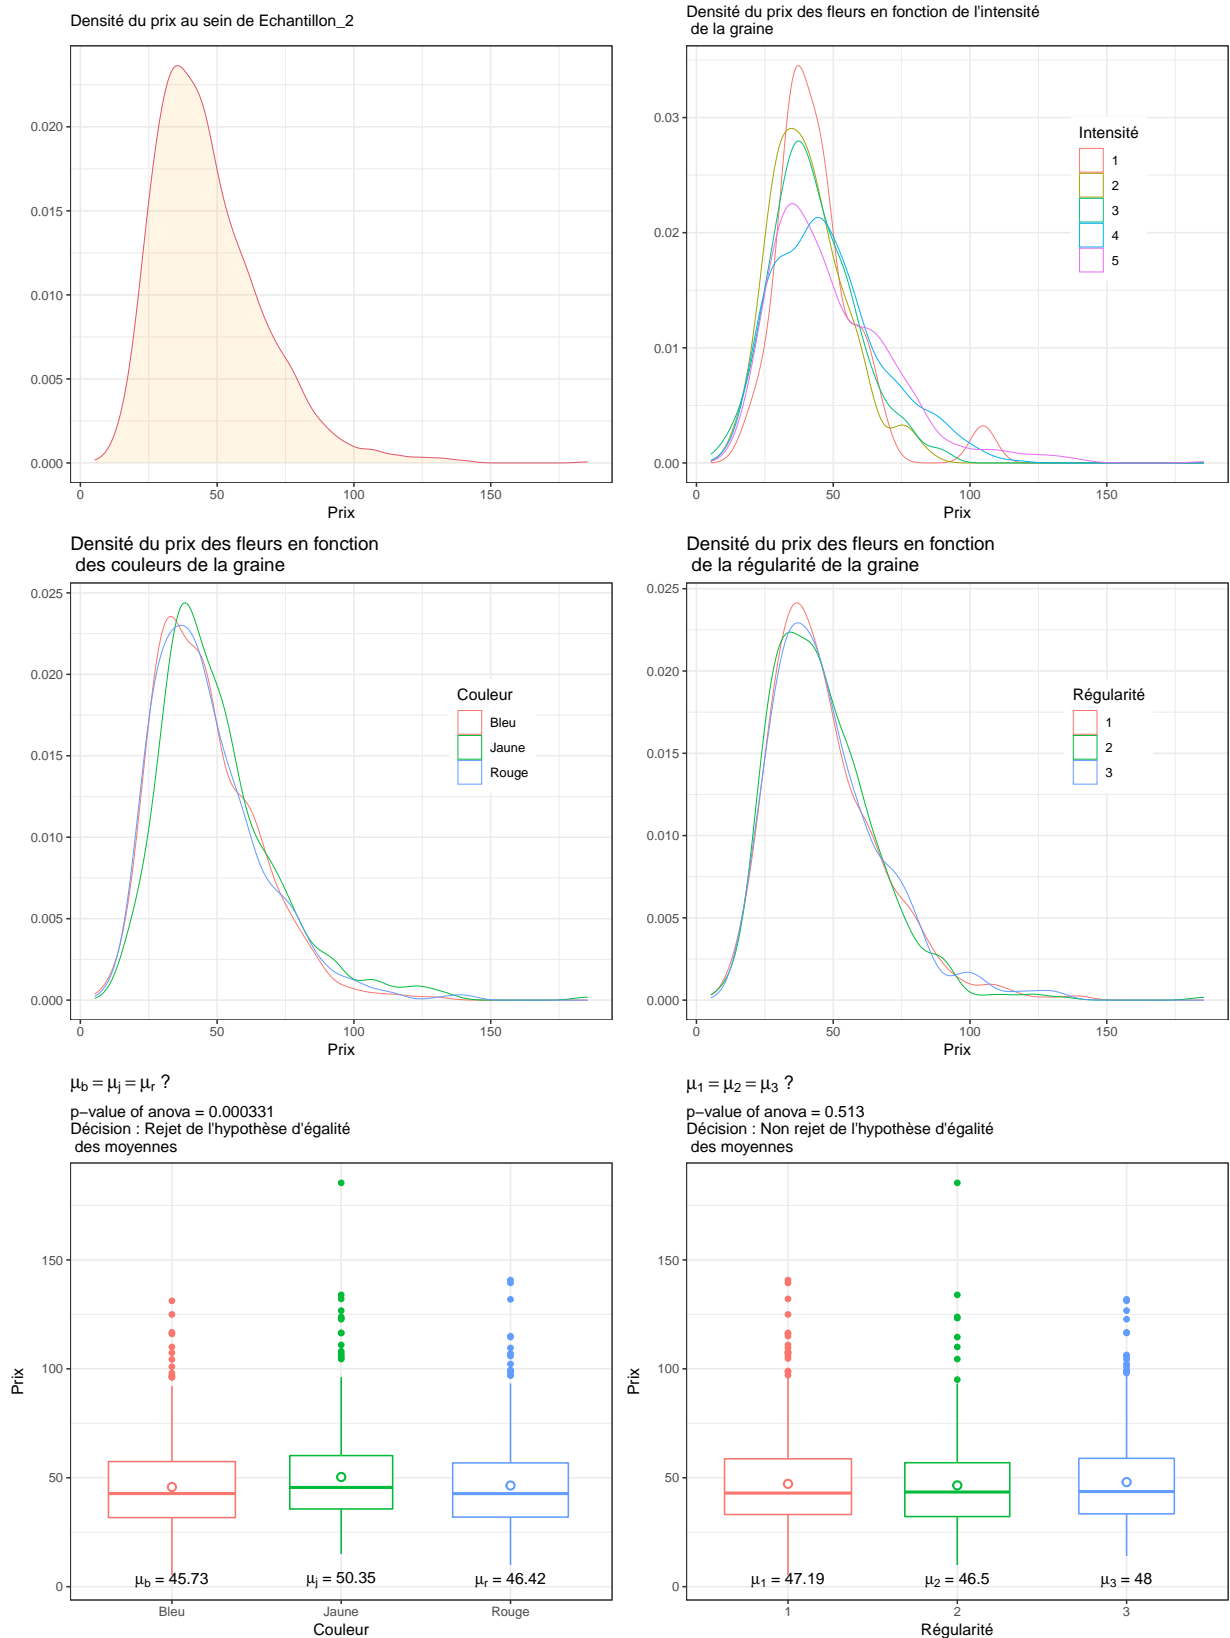 Densité du prix au sein de Echantillon_2
0.020
0.015
0.010
0.005
0.000
0
50
100
150
Prix
Densité du prix des fleurs en fonction de l'intensité
de la graine
0.03
0.02
0.01
0.00
Intensité
1
2
3
4
5
0
50
100
150
Prix
Densité du prix des fleurs en fonction
des couleurs de la graine
0.025
0.020
0.015
0.010
0.005
0.000
Couleur
Bleu
Jaune
Rouge
0
50
100
150
Prix
Densité du prix des fleurs en fonction
de la régularité de la graine
0.025
0.020
0.015
0.010
0.005
0.000
Régularité
1
2
3
0
50
100
150
Prix
μb = μj = μr ?
p−value of anova = 0.000331
Décision : Rejet de l'hypothèse d'égalité
des moyennes
Prix
150
100
50
0
μb = 45.73
μj = 50.35
μr = 46.42
Bleu
Jaune
Rouge
Couleur
μ1 = μ2 = μ3 ?
p−value of anova = 0.513
Décision : Non rejet de l'hypothèse d'égalité
des moyennes
Prix
150
100
50
0
μ1 = 47.19
μ2 = 46.5
μ3 = 48
1
2
3
Régularité